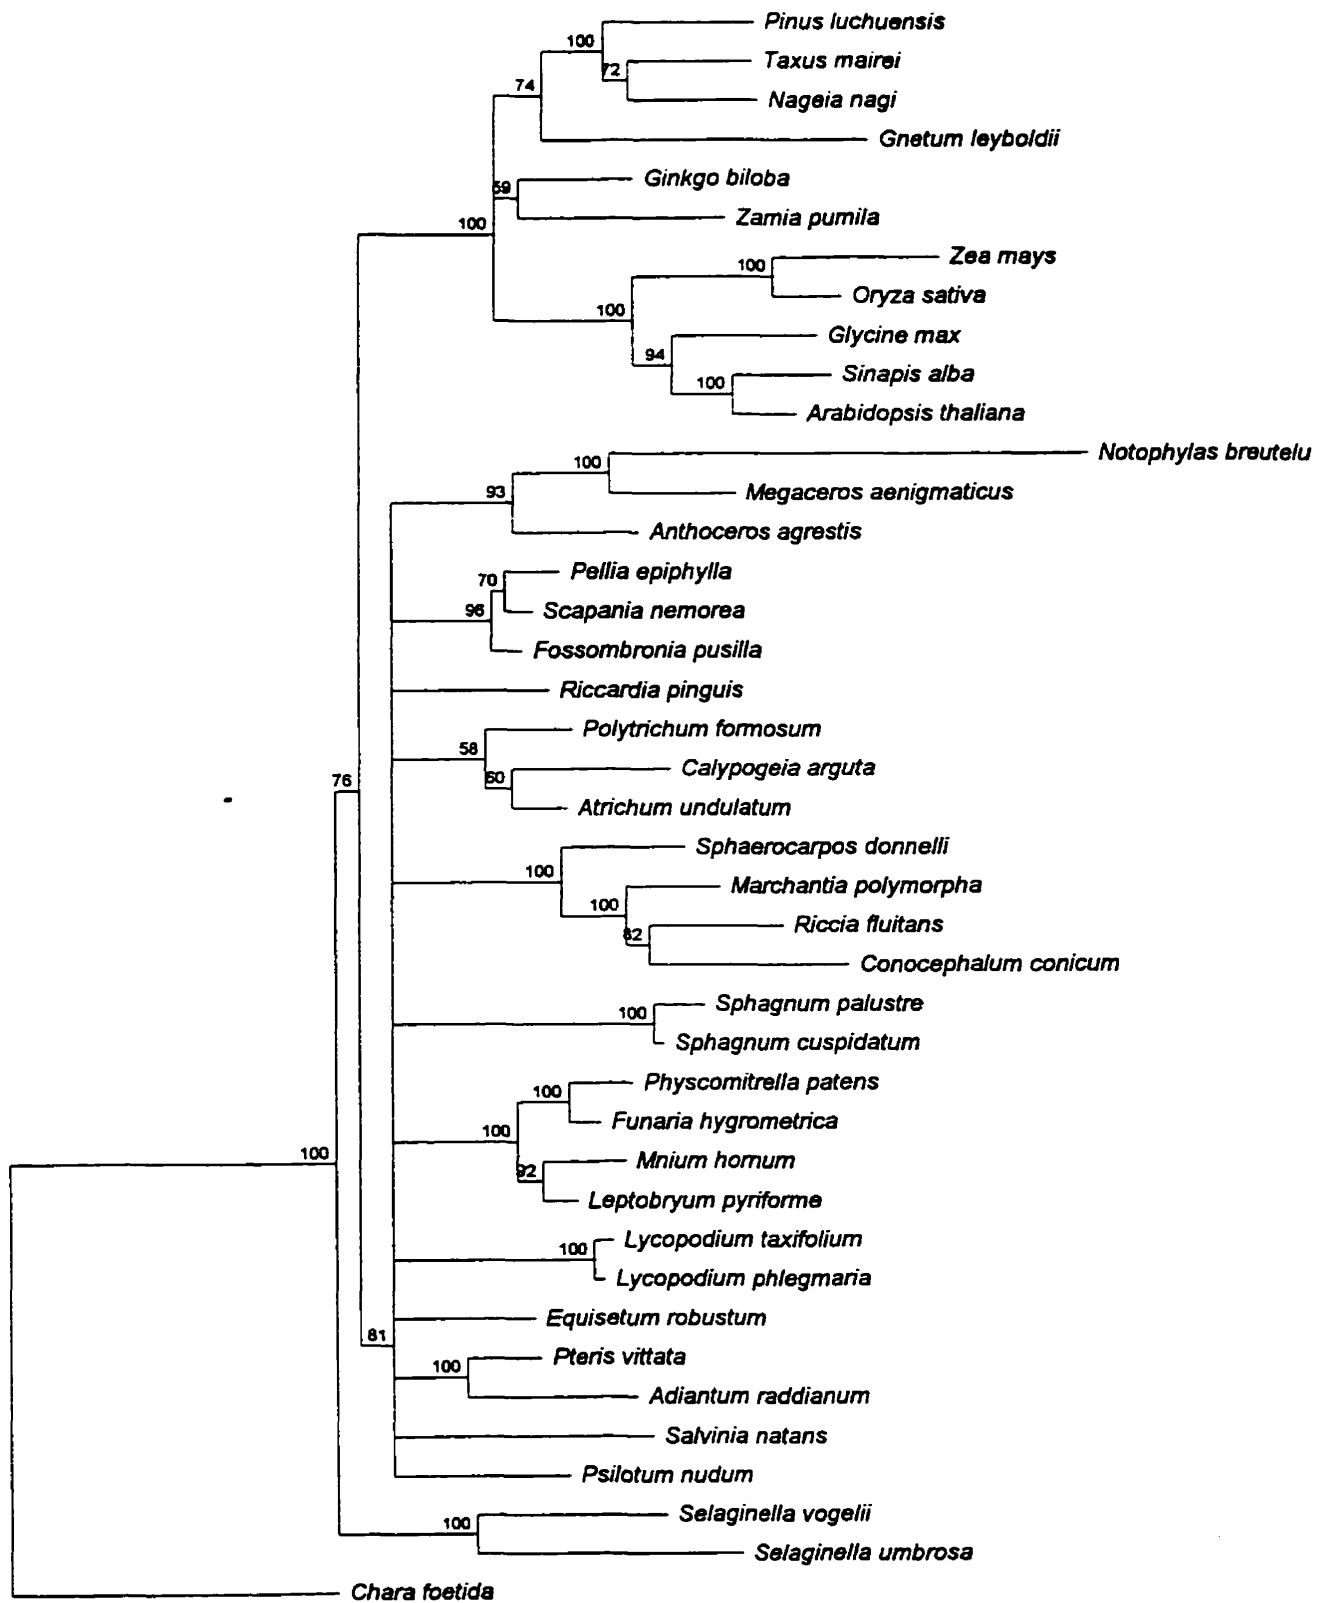 Pinus luchuensis
100
Taxus mairei
72
Nageia nagi
74
Gnetum leyboldii
Ginkgo biloba
59
Zamia pumila
100
Zea mays
100
Oryza sativa
100
Glycine max
94
Sinapis alba
100
Arabidopsis thaliana
Notophylas breutelu
100
Megaceros aenigmaticus
93
Anthoceros agrestis
Pellia epiphylla
70
Scapania nemorea
96
Fossombronia pusilla
Riccardia pinguis
Polytrichum formosum
58
Calypogeia arguta
60
Atrichum undulatum
76
Sphaerocarpos donnelli
100
Marchantia polymorpha
100
Riccia fluitans
82
Conocephalum conicum
Sphagnum palustre
100
Sphagnum cuspidatum
Physcomitrella patens
100
Funaria hygrometrica
100
Mnium hornum
92
100
Leptobryum pyriforme
Lycopodium taxifolium
100
Lycopodium phlegmaria
Equisetum robustum
81
Pteris vittata
100
Adiantum raddianum
Salvinia natans
Psilotum nudum
Selaginella vogelii
100
Selaginella umbrosa
Chara foetida